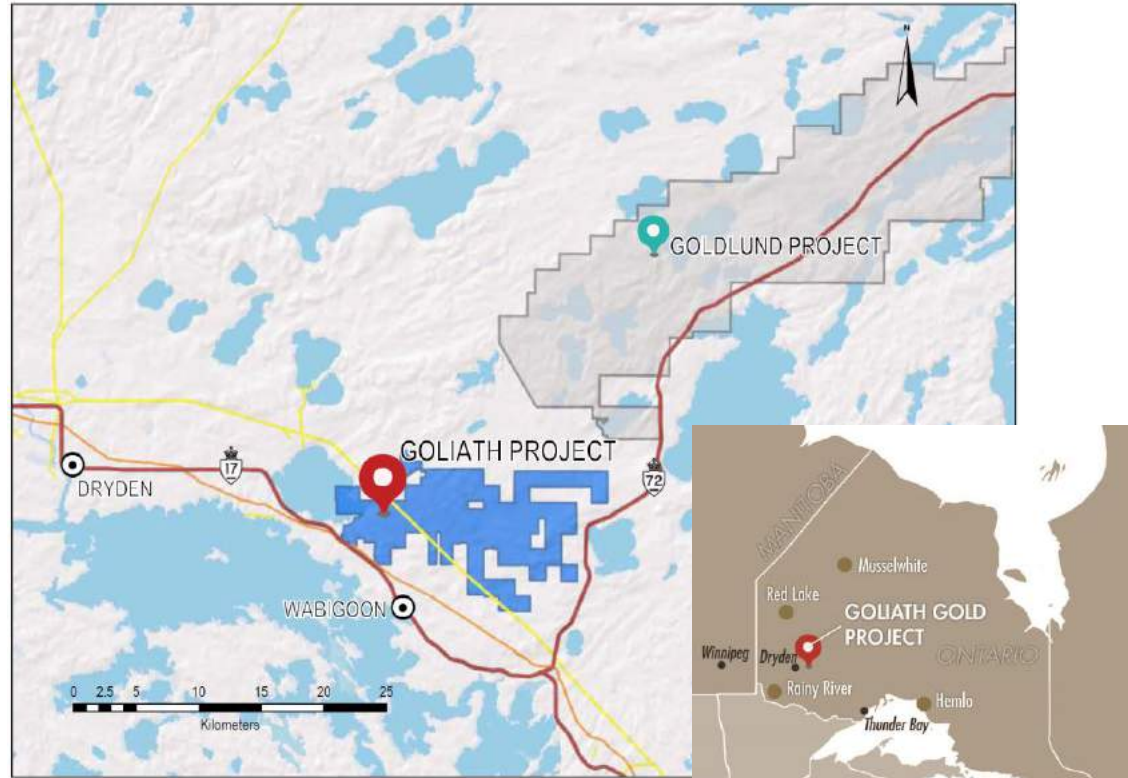 N
GOLDLUND PROJECT
GOLIATH PROJECT
17
DRYDEN
72
WABIGOON
0 2.5 5 10 15 20 25
Kilometers
MANITOBA
Musselwhite
Red Lake
GOLIATH GOLD
PROJECT
ONTARIO
Winnipeg
Dryden
Rainy River
Hemlo
Thunder Bay